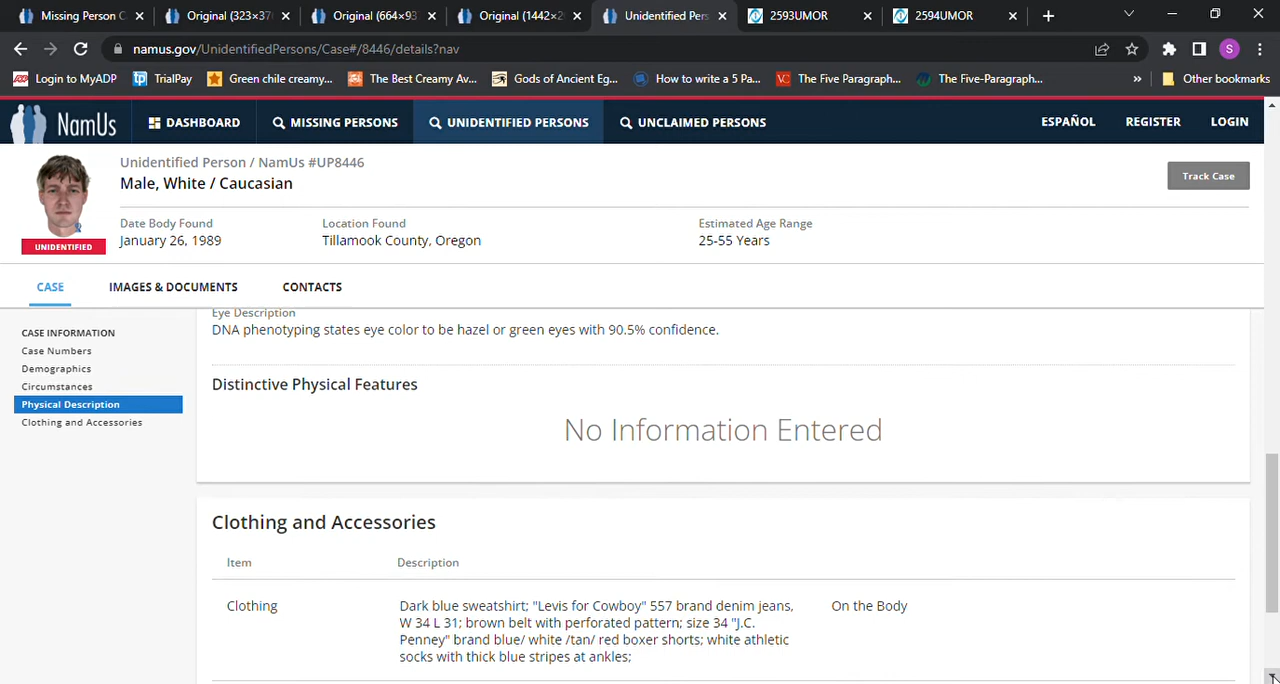 Missing Person C
Original (323×37
Original (664×93
Original (1442×2
Unidentified Per
2593UMOR
2594UMOR
namus.gov/UnidentifiedPersons/Case#/8446/details?nav
S
Login to MyADP
tp
TrialPay
Green chile creamy...
The Best Creamy Av...
Gods of Ancient Eg...
How to write a 5 Pa...
VC
The Five Paragraph...
The Five-Paragraph...
»
Other bookmarks
NamUs
DASHBOARD
MISSING PERSONS
UNIDENTIFIED PERSONS
UNCLAIMED PERSONS
ESPAÑOL
REGISTER
LOGIN
UNIDENTIFIED
Unidentified Person / NamUs #UP8446
Male, White / Caucasian
Track Case
Date Body Found
January 26, 1989
Location Found
Tillamook County, Oregon
Estimated Age Range
25-55 Years
CASE
IMAGES & DOCUMENTS
CONTACTS
CASE INFORMATION
Case Numbers
Demographics
Circumstances
Physical Description
Clothing and Accessories
Eye Description
DNA phenotyping states eye color to be hazel or green eyes with 90.5% confidence.
Distinctive Physical Features
No Information Entered
Clothing and Accessories
Item
Description
Clothing
Dark blue sweatshirt; "Levis for Cowboy" 557 brand denim jeans,
W 34 L 31; brown belt with perforated pattern; size 34 "J.C.
Penney" brand blue/ white /tan/ red boxer shorts; white athletic
socks with thick blue stripes at ankles;
On the Body